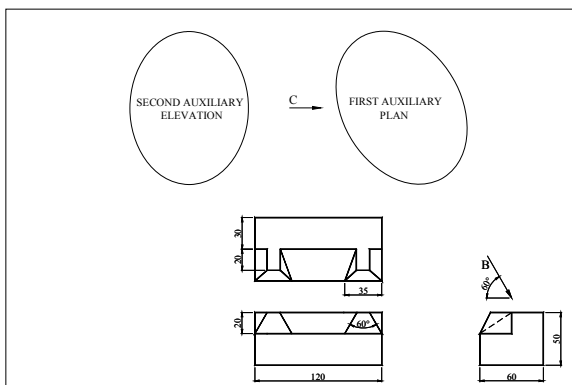 SECOND AUXILIARY
ELEVATION
C
FIRST AUXILIARY
PLAN
30
20
35
B
60°
20
60°
50
120
60